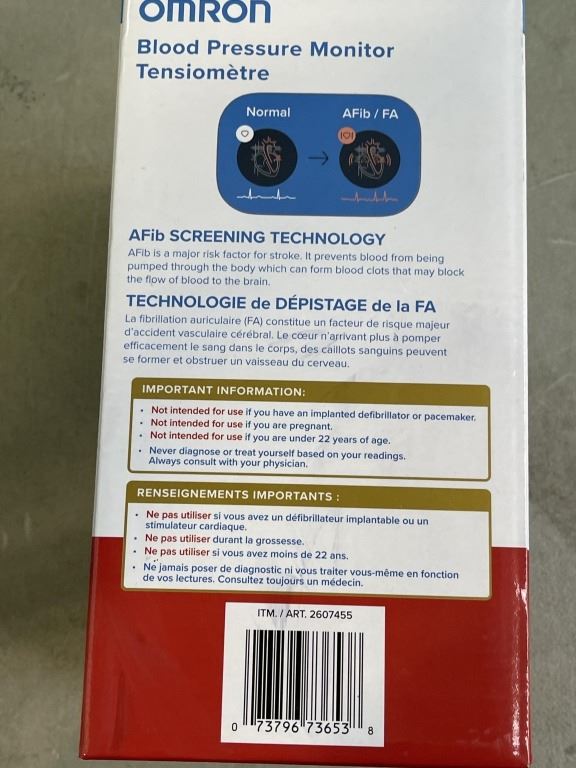 OMRON
Blood Pressure Monitor
Tensiomètre
Normal
AFib / FA
AFib SCREENING TECHNOLOGY
AFib is a major risk factor for stroke. It prevents blood from being
pumped through the body which can form blood clots that may block
the flow of blood to the brain.
TECHNOLOGIE de DÉPISTAGE de la FA
La fibrillation auriculaire (FA) constitue un facteur de risque majeur
d'accident vasculaire cérébral. Le cœur n'arrivant plus à pomper
efficacement le sang dans le corps, des caillots sanguins peuvent
se former et obstruer un vaisseau du cerveau.
IMPORTANT INFORMATION:
• Not intended for use if you have an implanted defibrillator or pacemaker.
• Not intended for use if you are pregnant.
• Not intended for use if you are under 22 years of age.
• Never diagnose or treat yourself based on your readings.
Always consult with your physician.
RENSEIGNEMENTS IMPORTANTS :
• Ne pas utiliser si vous avez un défibrillateur implantable ou un
stimulateur cardiaque.
• Ne pas utiliser durant la grossesse.
• Ne pas utiliser si vous avez moins de 22 ans.
• Ne jamais poser de diagnostic ni vous traiter vous-même en fonction
de vos lectures. Consultez toujours un médecin.
ITM. / ART. 2607455
0 73796 73653 8